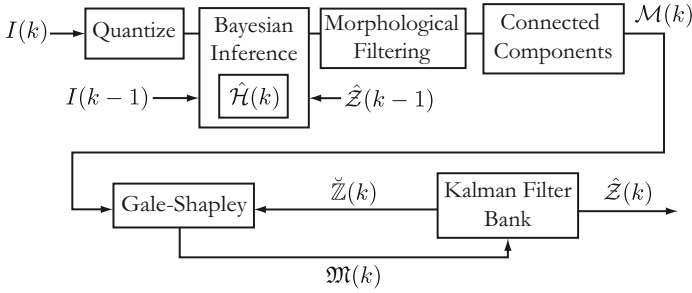 I(k)
Quantize
Bayesian
Inference
Ĥ(k)
Morphological
Filtering
Connected
Components
ℳ(k)
I(k − 1)
𝒵̂(k − 1)
Gale-Shapley
ℤ̆(k)
Kalman Filter
Bank
𝒵̂(k)
𝔐(k)